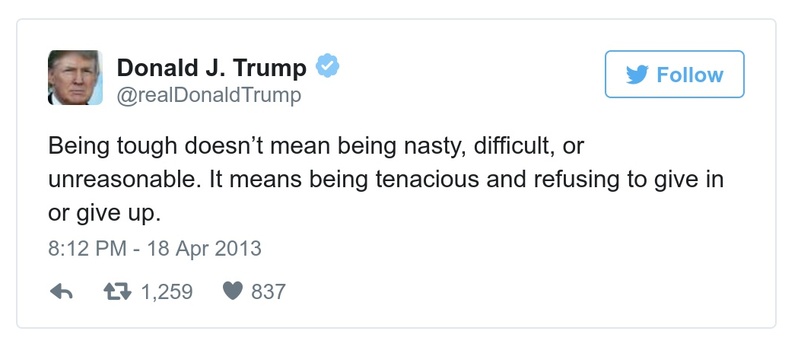 Donald J. Trump
@realDonaldTrump
Follow
Being tough doesn’t mean being nasty, difficult, or
unreasonable. It means being tenacious and refusing to give in
or give up.
8:12 PM - 18 Apr 2013
1,259 837